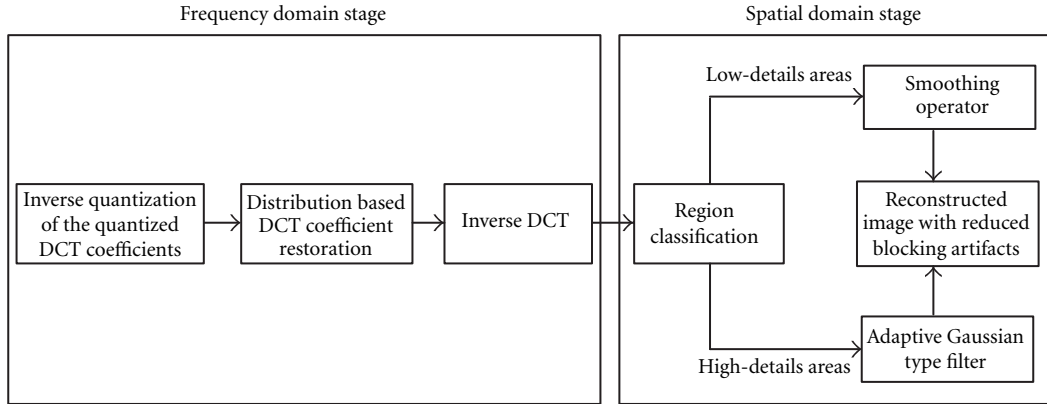 Frequency domain stage
Spatial domain stage
Inverse quantization
of the quantized
DCT coefficients
Distribution based
DCT coefficient
restoration
Inverse DCT
Region
classification
Low-details areas
Smoothing
operator
Reconstructed
image with reduced
blocking artifacts
High-details areas
Adaptive Gaussian
type filter